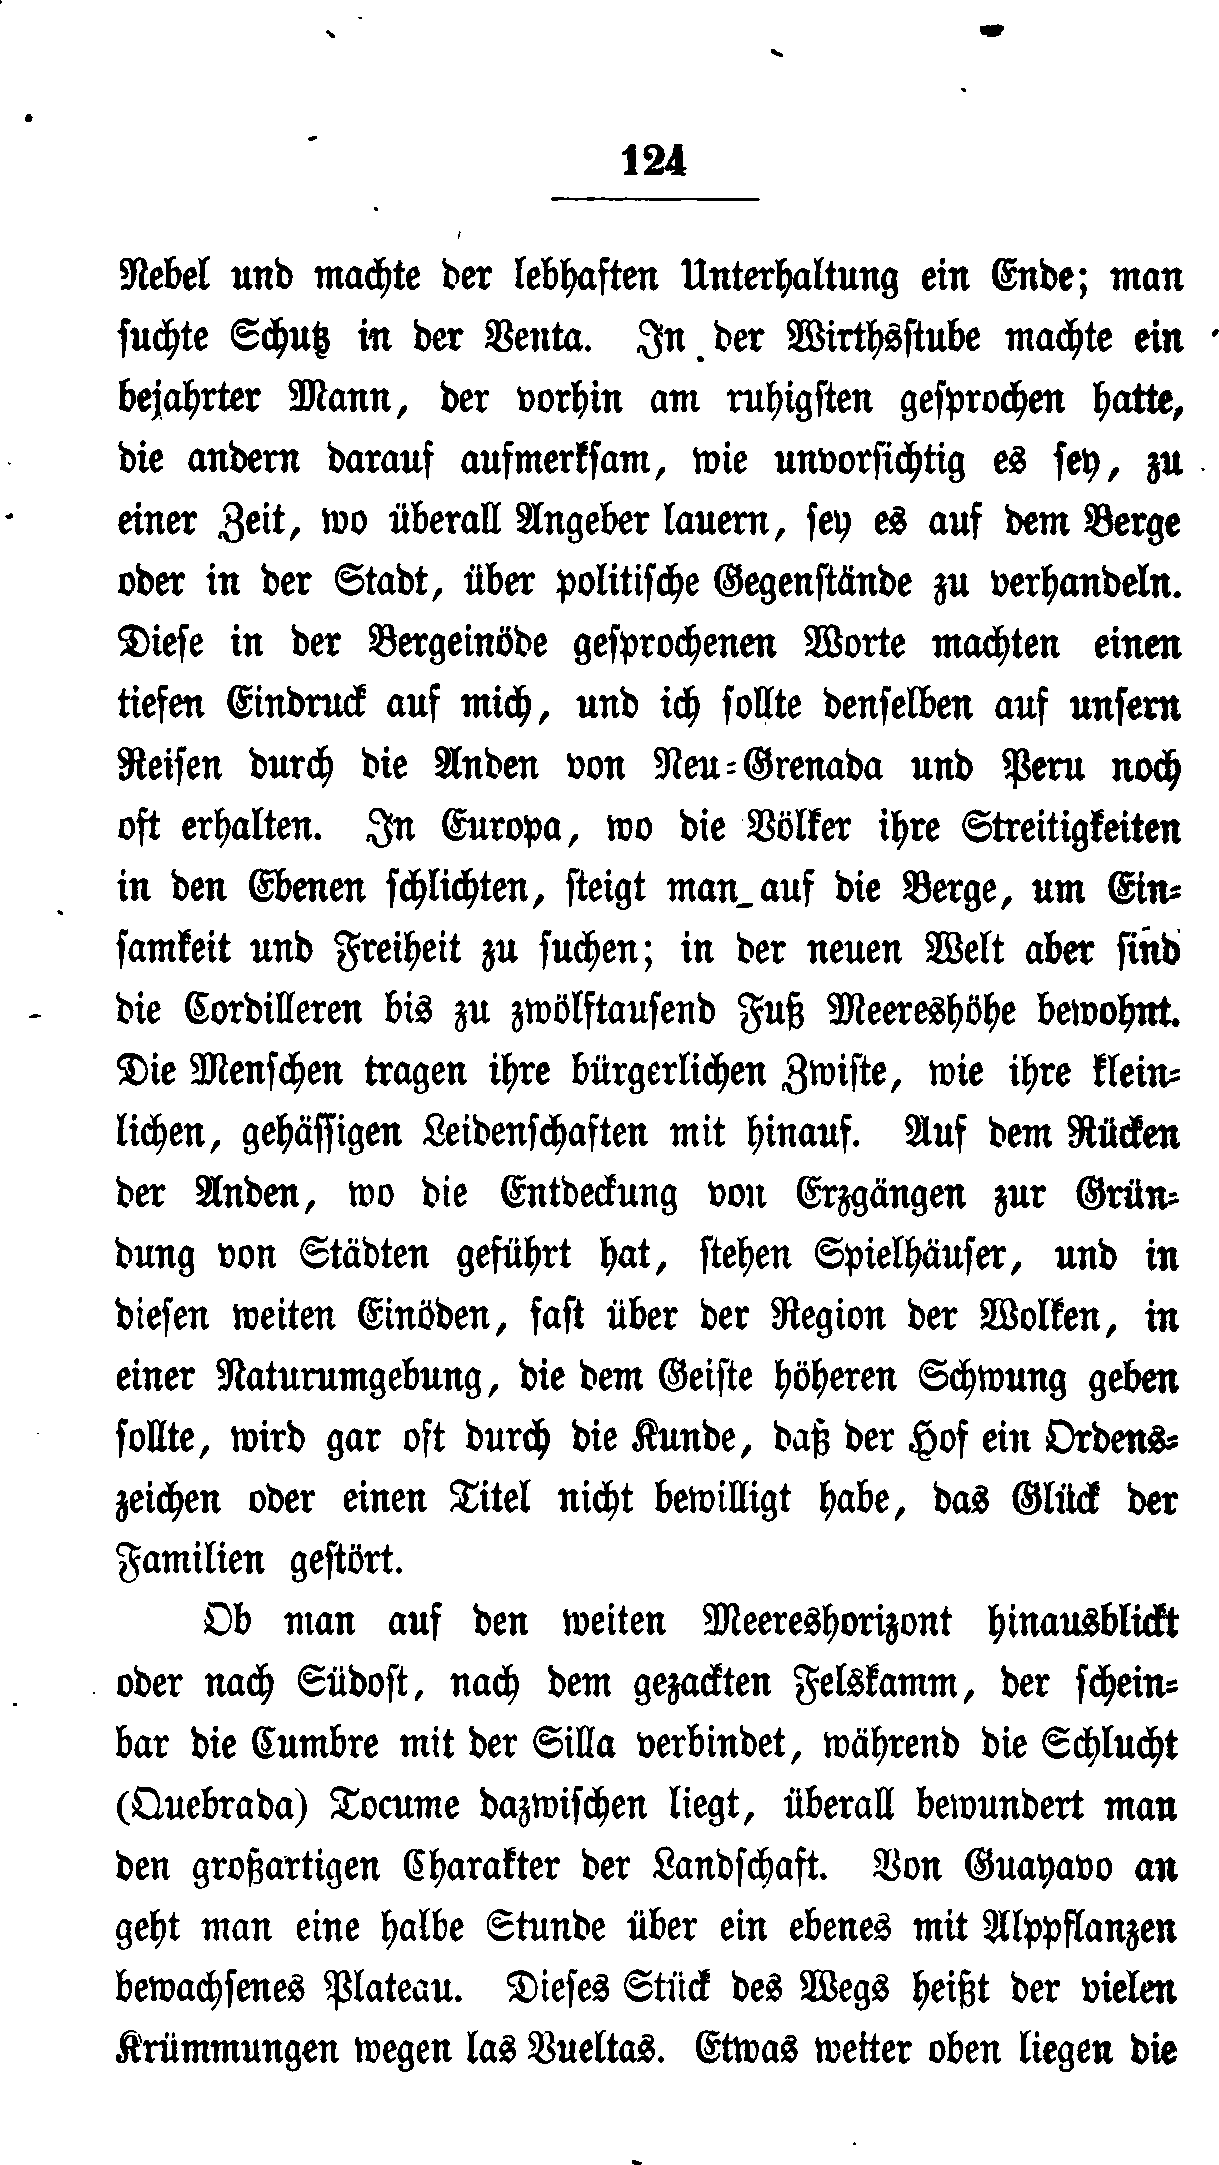 124
Nebel und machte der lebhaften Unterhaltung ein Ende; man
suchte Schutz in der Venta. In der Wirthsstube machte ein
bejahrter Mann, der vorhin am ruhigsten gesprochen hatte,
die andern darauf aufmerksam, wie unvorsichtig es sey, zu
einer Zeit, wo überall Angeber lauern, sey es auf dem Berge
oder in der Stadt, über politische Gegenstände zu verhandeln.
Diese in der Bergeinöde gesprochenen Worte machten einen
tiefen Eindruck auf mich, und ich sollte denselben auf unsern
Reisen durch die Anden von Neu-Grenada und Peru noch
oft erhalten. In Europa, wo die Völker ihre Streitigkeiten
in den Ebenen schlichten, steigt man auf die Berge, um Ein-
samkeit und Freiheit zu suchen; in der neuen Welt aber sind
die Cordilleren bis zu zwölftausend Fuß Meereshöhe bewohnt.
Die Menschen tragen ihre bürgerlichen Zwiste, wie ihre klein-
lichen, gehässigen Leidenschaften mit hinauf. Auf dem Rücken
der Anden, wo die Entdeckung von Erzgängen zur Grün-
dung von Städten geführt hat, stehen Spielhäuser, und in
diesen weiten Einöden, fast über der Region der Wolken, in
einer Naturumgebung, die dem Geiste höheren Schwung geben
sollte, wird gar oft durch die Kunde, daß der Hof ein Ordens-
zeichen oder einen Titel nicht bewilligt habe, das Glück der
Familien gestört.
Ob man auf den weiten Meereshorizont hinausblickt
oder nach Südost, nach dem gezackten Felskamm, der schein-
bar die Cumbre mit der Silla verbindet, während die Schlucht
(Quebrada) Tocume dazwischen liegt, überall bewundert man
den großartigen Charakter der Landschaft. Von Guayavo an
geht man eine halbe Stunde über ein ebenes mit Alppflanzen
bewachsenes Plateau. Dieses Stück des Wegs heißt der vielen
Krümmungen wegen las Vueltas. Etwas weiter oben liegen die